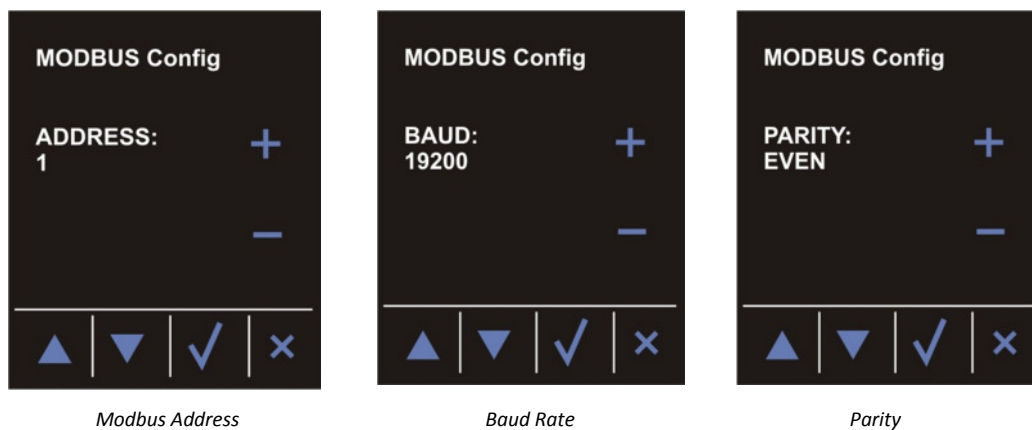 MODBUS Config
ADDRESS:
1
Modbus Address
MODBUS Config
BAUD:
19200
Baud Rate
MODBUS Config
PARITY:
EVEN
Parity